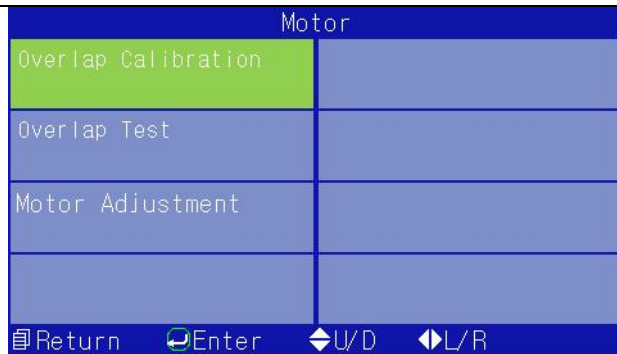 Motor
Overlap Calibration
Overlap Test
Motor Adjustment
Return Enter U/D L/R